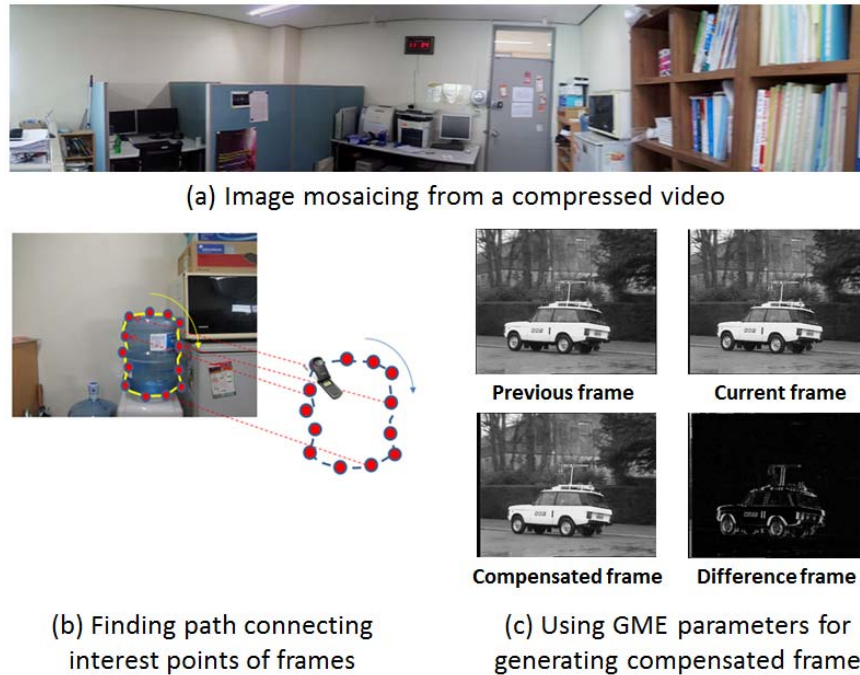 (a) Image mosaicing from a compressed video
Previous frame
Current frame
Compensated frame
Difference frame
(b) Finding path connecting
interest points of frames
(c) Using GME parameters for
generating compensated frame